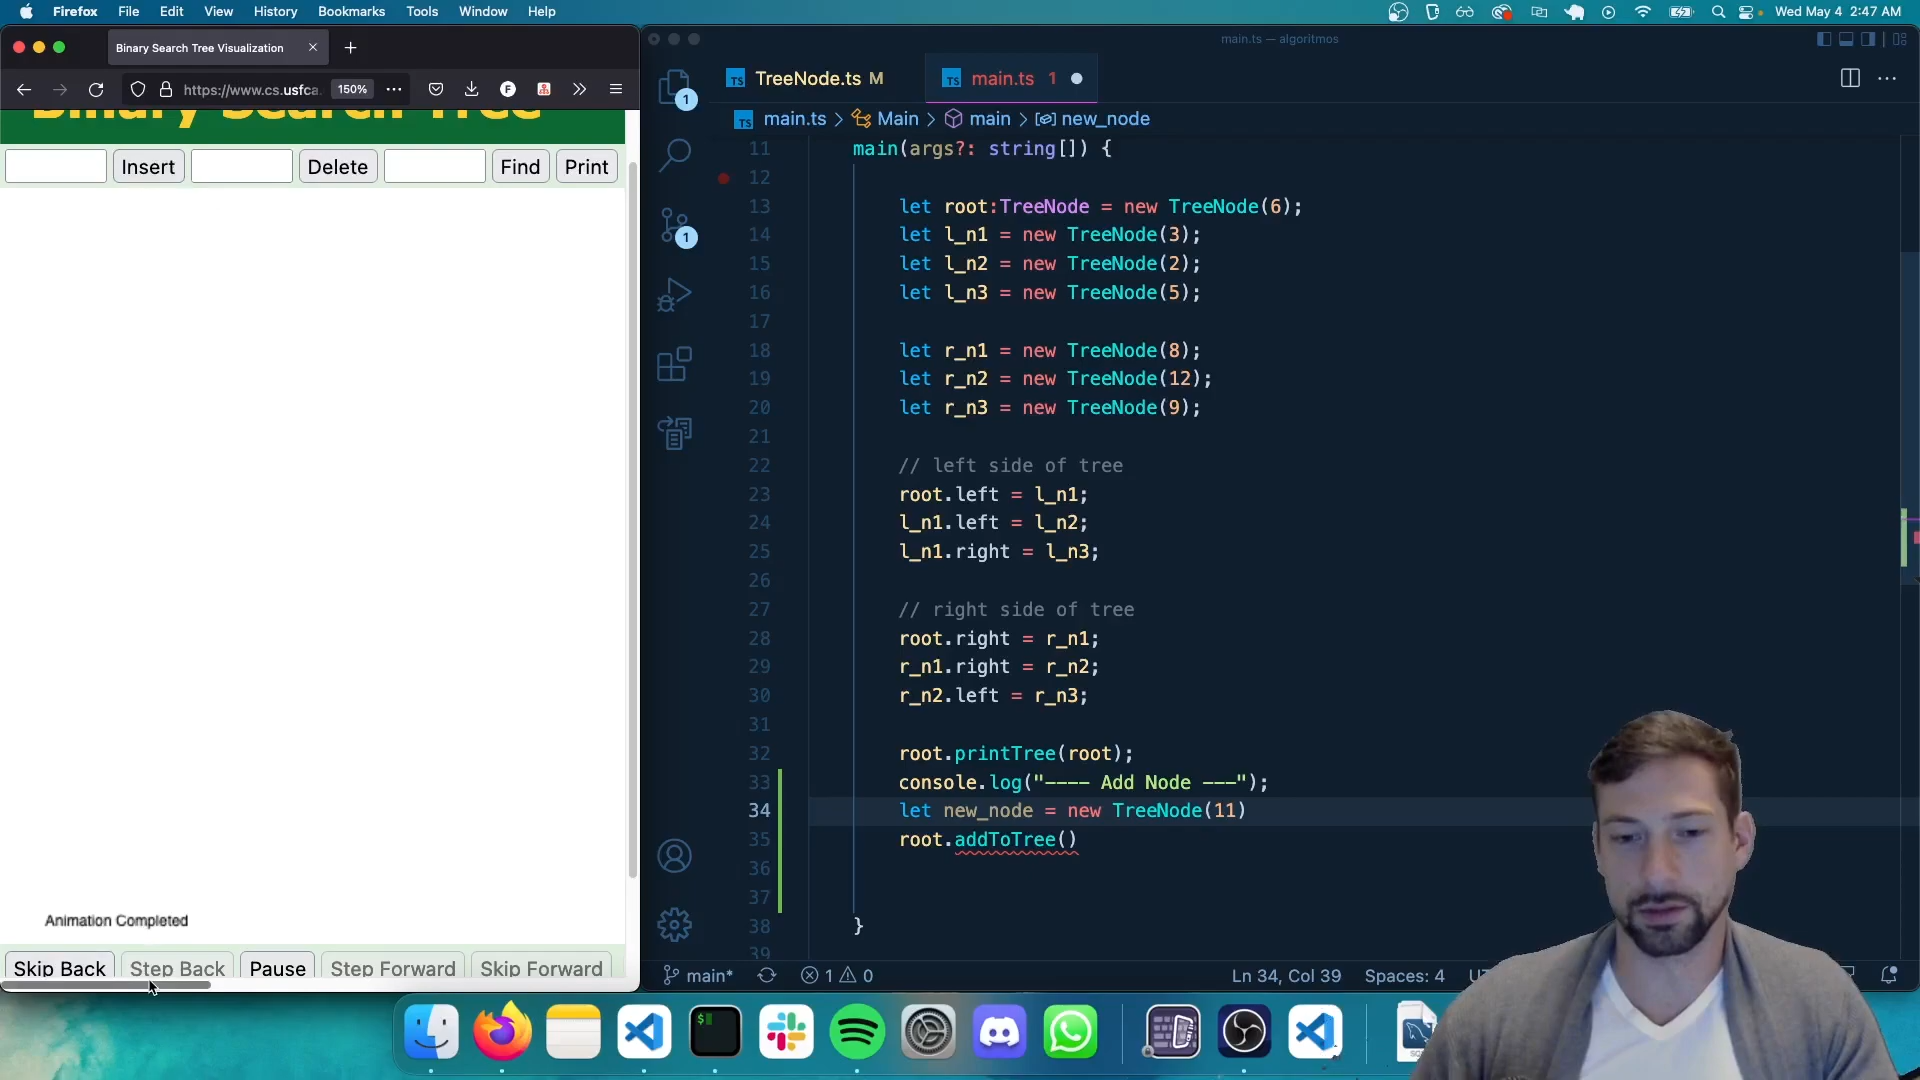 Firefox File Edit View History Bookmarks Tools Window Help
Wed May 4 2:47 AM
Binary Search Tree Visualization
https://www.cs.usfca.
150%
Binary Search Tree
Insert Delete Find Print
Animation Completed
Skip Back Step Back Pause Step Forward Skip Forward
main.ts — algoritmos
TreeNode.ts M
main.ts 1
main.ts > Main > main > new_node
1
1
11 main(args?: string[]) {
12
13 let root:TreeNode = new TreeNode(6);
14 let l_n1 = new TreeNode(3);
15 let l_n2 = new TreeNode(2);
16 let l_n3 = new TreeNode(5);
17
18 let r_n1 = new TreeNode(8);
19 let r_n2 = new TreeNode(12);
20 let r_n3 = new TreeNode(9);
21
22 // left side of tree
23 root.left = l_n1;
24 l_n1.left = l_n2;
25 l_n1.right = l_n3;
26
27 // right side of tree
28 root.right = r_n1;
29 r_n1.right = r_n2;
30 r_n2.left = r_n3;
31
32 root.printTree(root);
33 console.log("---- Add Node ---");
34 let new_node = new TreeNode(11)
35 root.addToTree()
36
37
38 }
39
main* 1 0
Ln 34, Col 39 Spaces: 4